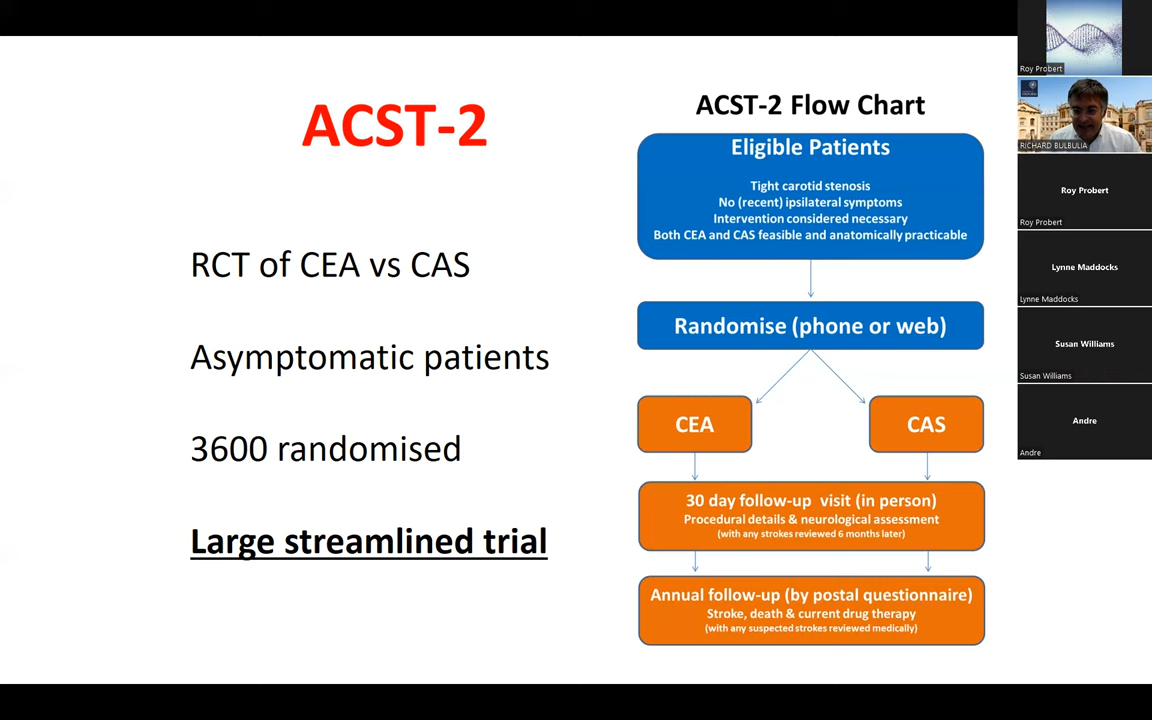 ACST-2
RCT of CEA vs CAS
Asymptomatic patients
3600 randomised
Large streamlined trial
ACST-2 Flow Chart
Eligible Patients
Tight carotid stenosis
No (recent) ipsilateral symptoms
Intervention considered necessary
Both CEA and CAS feasible and anatomically practicable
Randomise (phone or web)
CEA
CAS
30 day follow-up visit (in person)
Procedural details & neurological assessment
(with any strokes reviewed 6 months later)
Annual follow-up (by postal questionnaire)
Stroke, death & current drug therapy
(with any suspected strokes reviewed medically)
Roy Probert
RICHARD BULBULIA
Roy Probert
Roy Probert
Lynne Maddocks
Lynne Maddocks
Susan Williams
Susan Williams
Andre
Andre